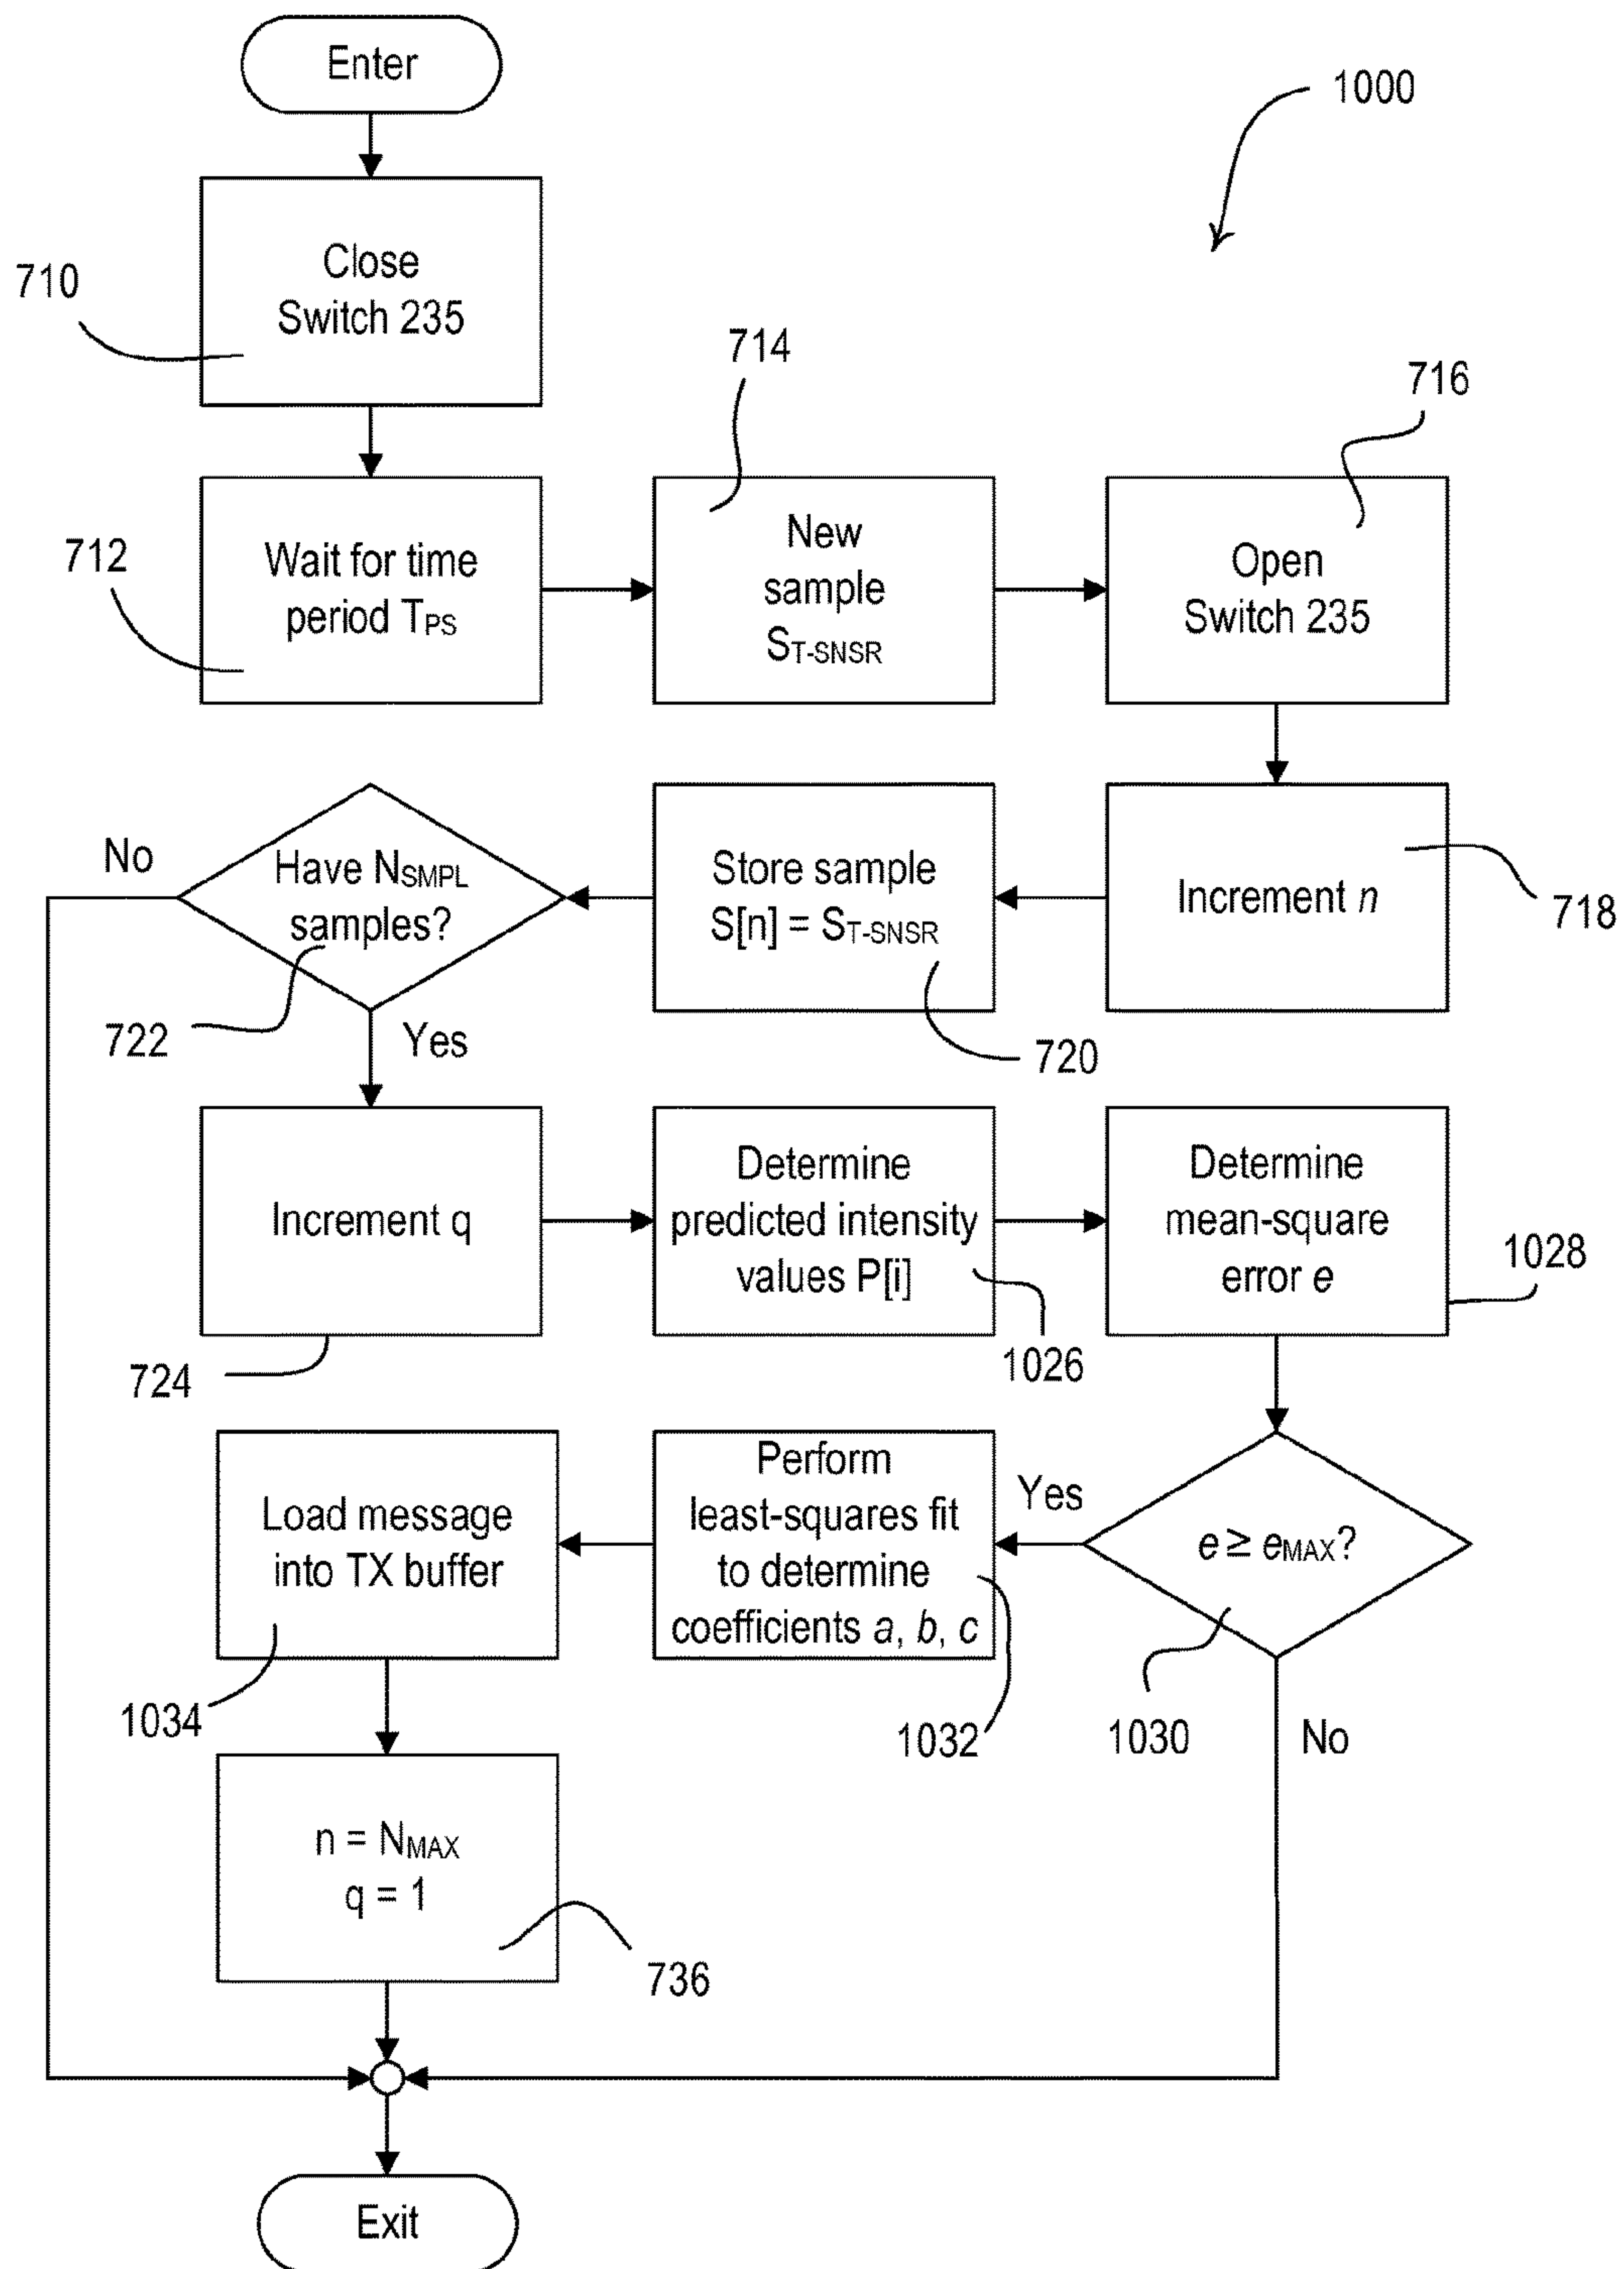 Enter
1000
Close
Switch 235
710
714
716
Wait for time
period TPS
712
New
sample
ST-SNSR
Open
Switch 235
No
Have NSMPL
samples?
722
Yes
Store sample
S[n] = ST-SNSR
720
Increment n
718
Increment q
724
Determine
predicted intensity
values P[i]
1026
Determine
mean-square
error e
1028
Load message
into TX buffer
1034
Perform
least-squares fit
to determine
coefficients a, b, c
1032
Yes
e ≥ eMAX?
1030
No
n = NMAX
q = 1
736
Exit